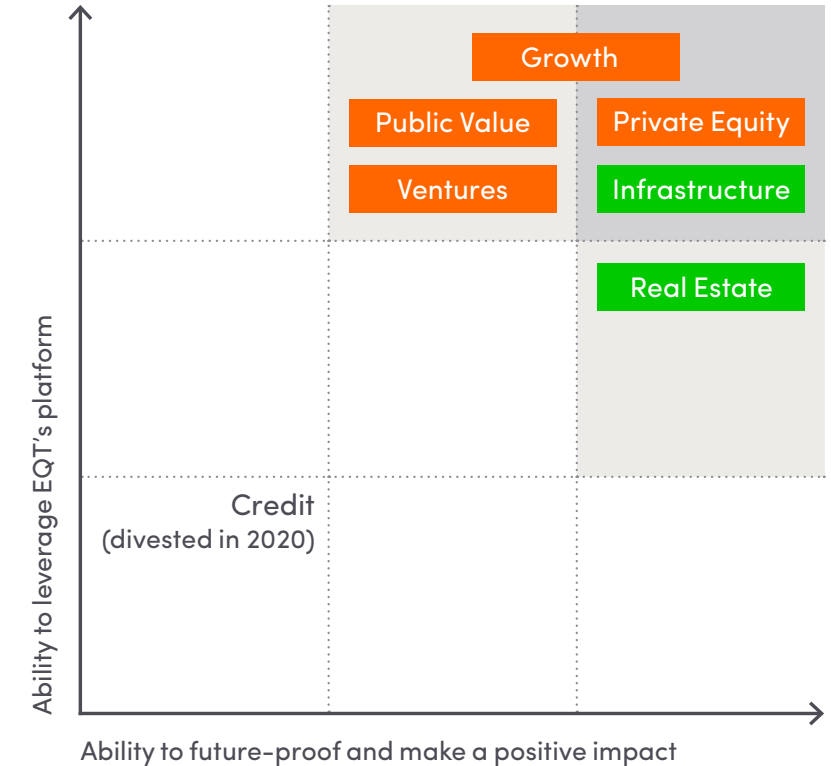 Growth
Public Value
Private Equity
Ventures
Infrastructure
Real Estate
Credit
(divested in 2020)
Ability to leverage EQT's platform
Ability to future-proof and make a positive impact